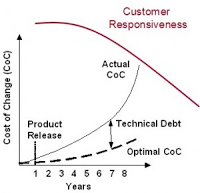 Customer
Responsiveness
Actual
CoC
Product
Release
Technical Debt
Optimal CoC
Cost of Change (CoC)
1 2 3 4 5 6 7 8
Years